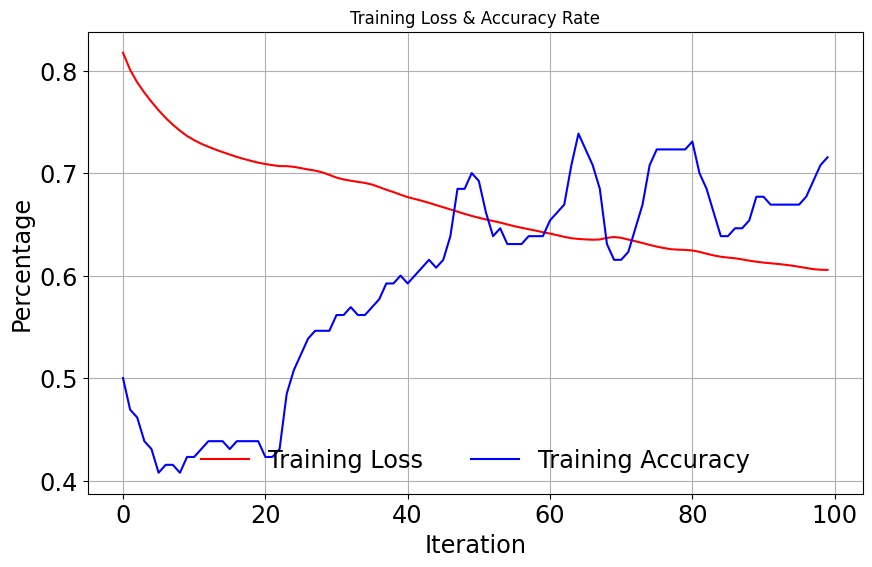 Training Loss & Accuracy Rate
Percentage
0.8
0.7
0.6
0.5
0.4
Training Loss
Training Accuracy
0 20 40 60 80 100
Iteration